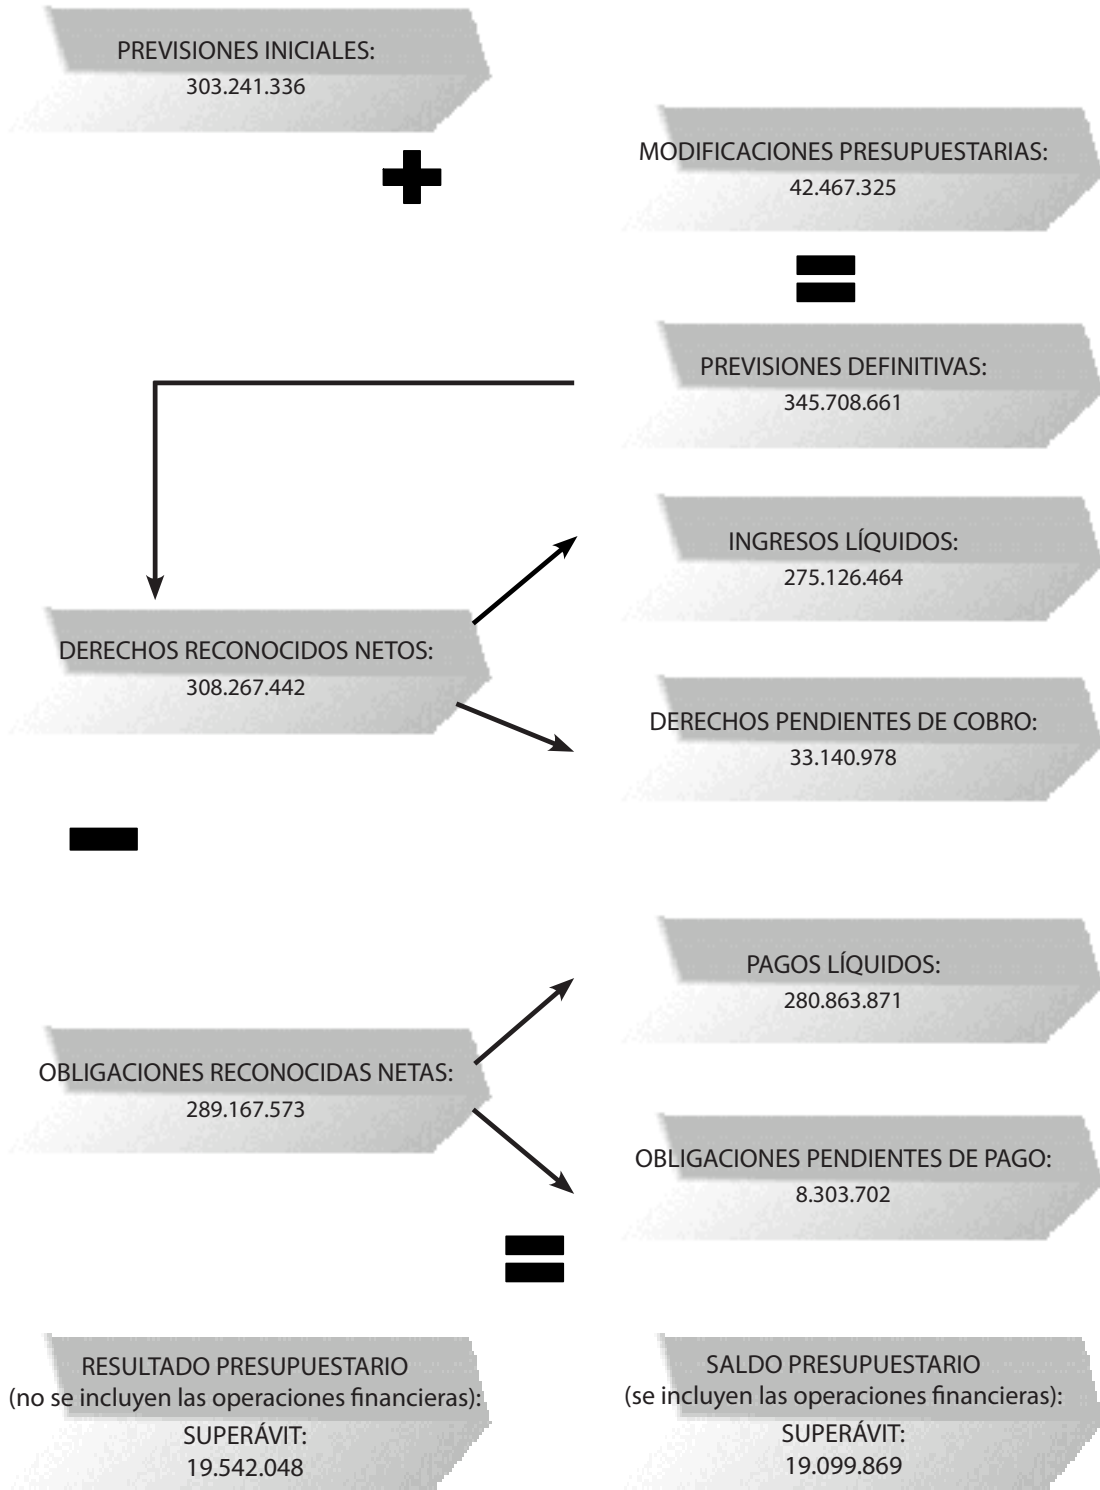 PREVISIONES INICIALES:
303.241.336
MODIFICACIONES PRESUPUESTARIAS:
42.467.325
PREVISIONES DEFINITIVAS:
345.708.661
INGRESOS LÍQUIDOS:
275.126.464
DERECHOS RECONOCIDOS NETOS:
308.267.442
DERECHOS PENDIENTES DE COBRO:
33.140.978
PAGOS LÍQUIDOS:
280.863.871
OBLIGACIONES RECONOCIDAS NETAS:
289.167.573
OBLIGACIONES PENDIENTES DE PAGO:
8.303.702
RESULTADO PRESUPUESTARIO
(no se incluyen las operaciones financieras):
SUPERÁVIT:
19.542.048
SALDO PRESUPUESTARIO
(se incluyen las operaciones financieras):
SUPERÁVIT:
19.099.869